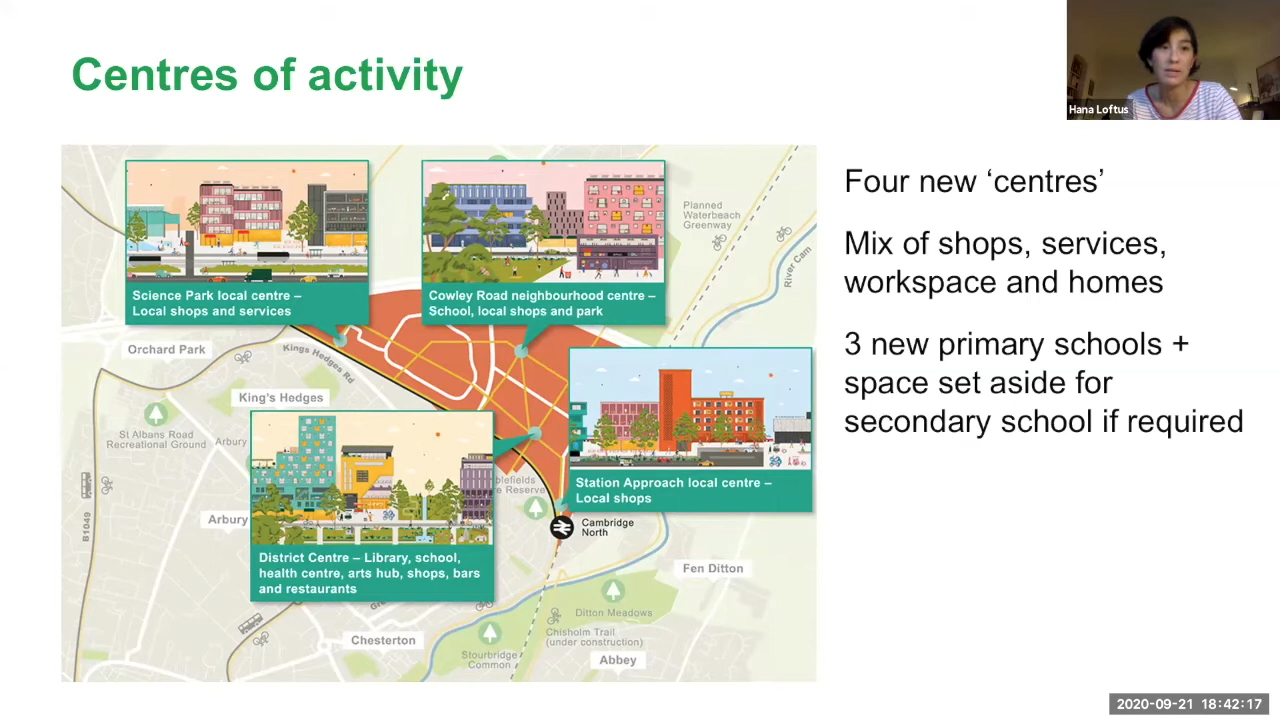 Centres of activity
Hana Loftus
Four new ‘centres’
Mix of shops, services,
workspace and homes
3 new primary schools +
space set aside for
secondary school if required
Science Park local centre –
Local shops and services
Cowley Road neighbourhood centre –
School, local shops and park
Planned
Waterbeach
Greenway
River Cam
Orchard Park
Kings Hedges Rd
King's Hedges
St Albans Road
Recreational Ground
Arbury
Station Approach local centre –
Local shops
B1049
Arbury
Cambridge
North
District Centre – Library, school,
health centre, arts hub, shops, bars
and restaurants
Fen Ditton
Ditton Meadows
Chisholm Trail
(under construction)
Chesterton
Stourbridge
Common
Abbey
2020-09-21 18:42:17